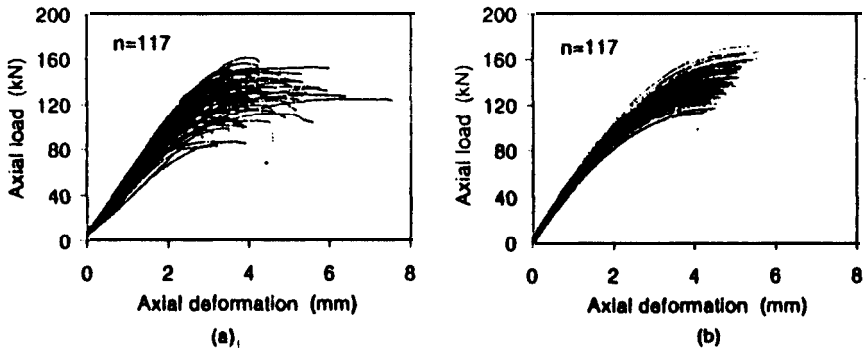 200
160
120
80
40
0
Axial load (kN)
n=117
0 2 4 6 8
Axial deformation (mm)
(a)
200
160
120
80
40
0
Axial load (kN)
n=117
0 2 4 6 8
Axial deformation (mm)
(b)